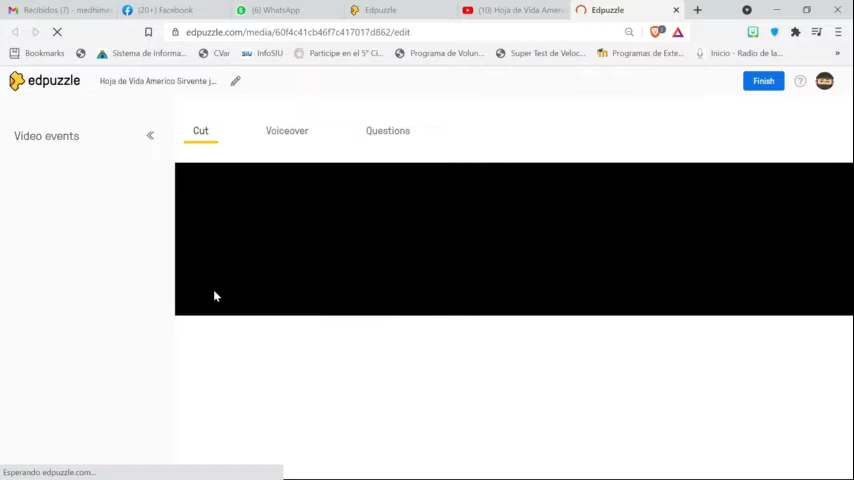 Recibidos (7) - medhime
(20+) Facebook
(6) WhatsApp
Edpuzzle
(10) Hoja de Vida Ameri
Edpuzzle
edpuzzle.com/media/60f4c41cb46f7c417017d862/edit
Bookmarks
Sistema de Informa...
CVar
SIU InfoSIU
Participe en el 5° Ci...
Programa de Volun...
Super Test de Veloc...
Programas de Exte...
Inicio - Radio de la...
»
edpuzzle
Hoja de Vida Americo Sirvente j...
Finish
?
Video events
Cut
Voiceover
Questions
Esperando edpuzzle.com...